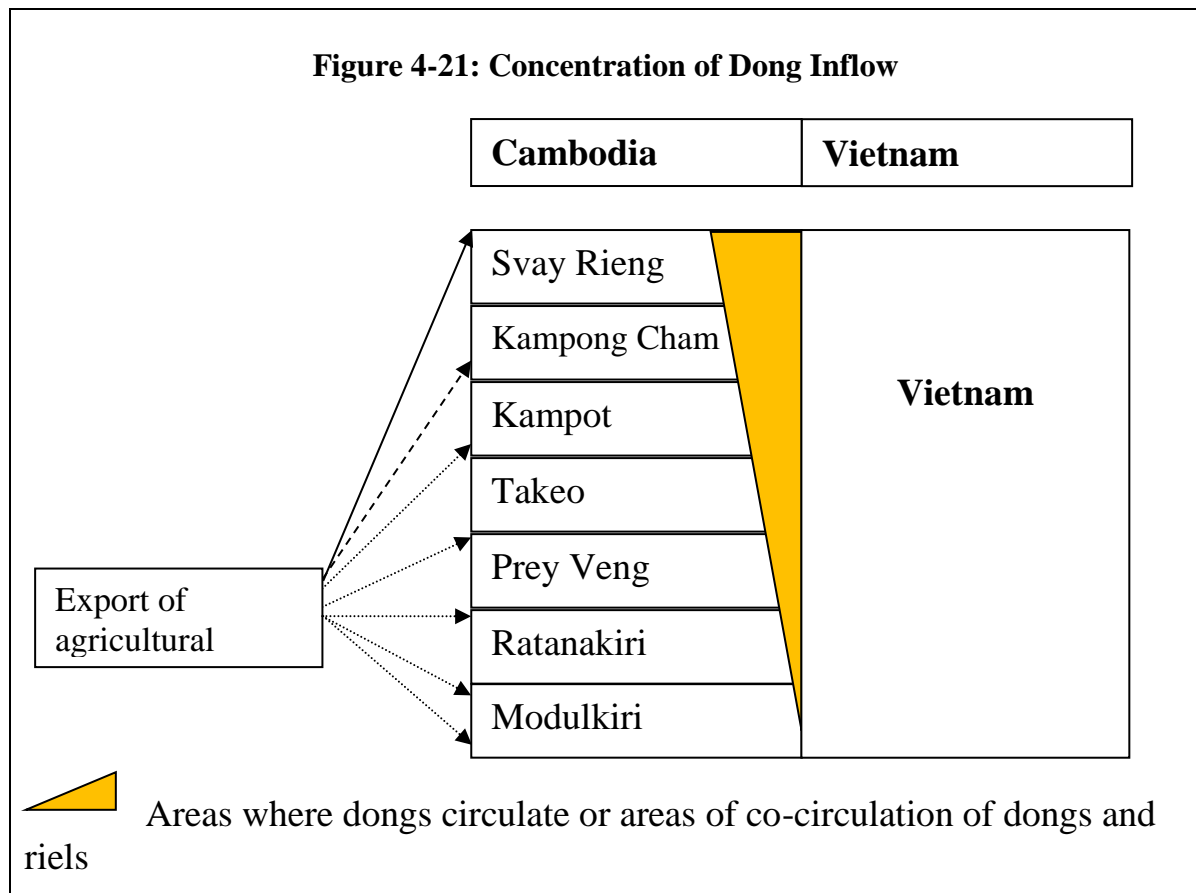 Figure 4-21: Concentration of Dong Inflow
Cambodia Vietnam
Svay Rieng
Kampong Cham
Kampot
Takeo
Prey Veng
Ratanakiri
Modulkiri
Vietnam
Export of
agricultural
Areas where dongs circulate or areas of co-circulation of dongs and
riels